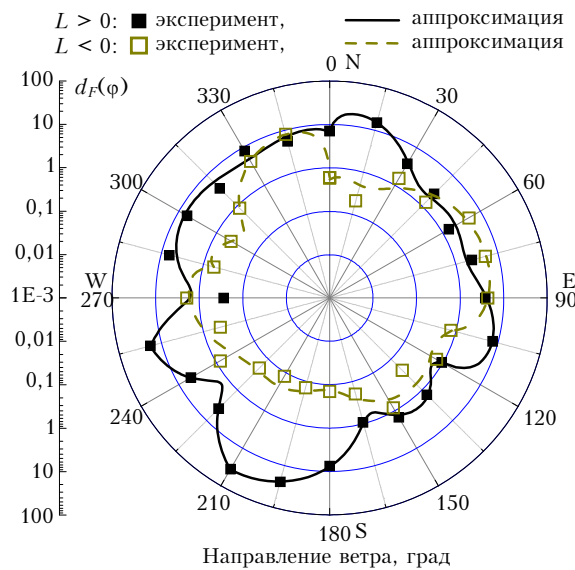 L > 0: эксперимент, аппроксимация
L < 0: эксперимент, аппроксимация
0 N
100 d_F(φ)
330 30
10
1
300 60
0,1
0,01
W E
1E-3 270 90
0,01
0,1
240 120
1
10
210 150
100
180 S
Направление ветра, град